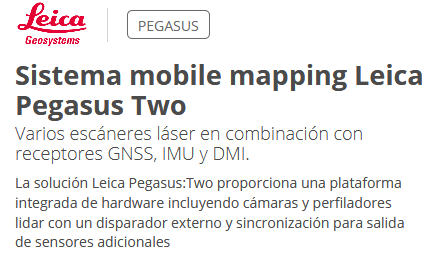 Leica
Geosystems
PEGASUS
Sistema mobile mapping Leica
Pegasus Two
Varios escáneres láser en combinación con
receptores GNSS, IMU y DMI.
La solución Leica Pegasus:Two proporciona una plataforma
integrada de hardware incluyendo cámaras y perfiladores
lidar con un disparador externo y sincronización para salida
de sensores adicionales